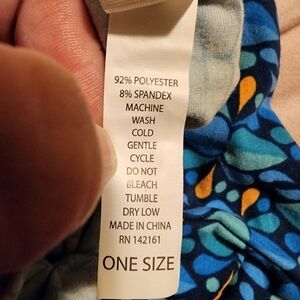 92% POLYESTER
8% SPANDEX
MACHINE
WASH
COLD
GENTLE
CYCLE
DO NOT
BLEACH
TUMBLE
DRY LOW
MADE IN CHINA
RN 142161
ONE SIZE